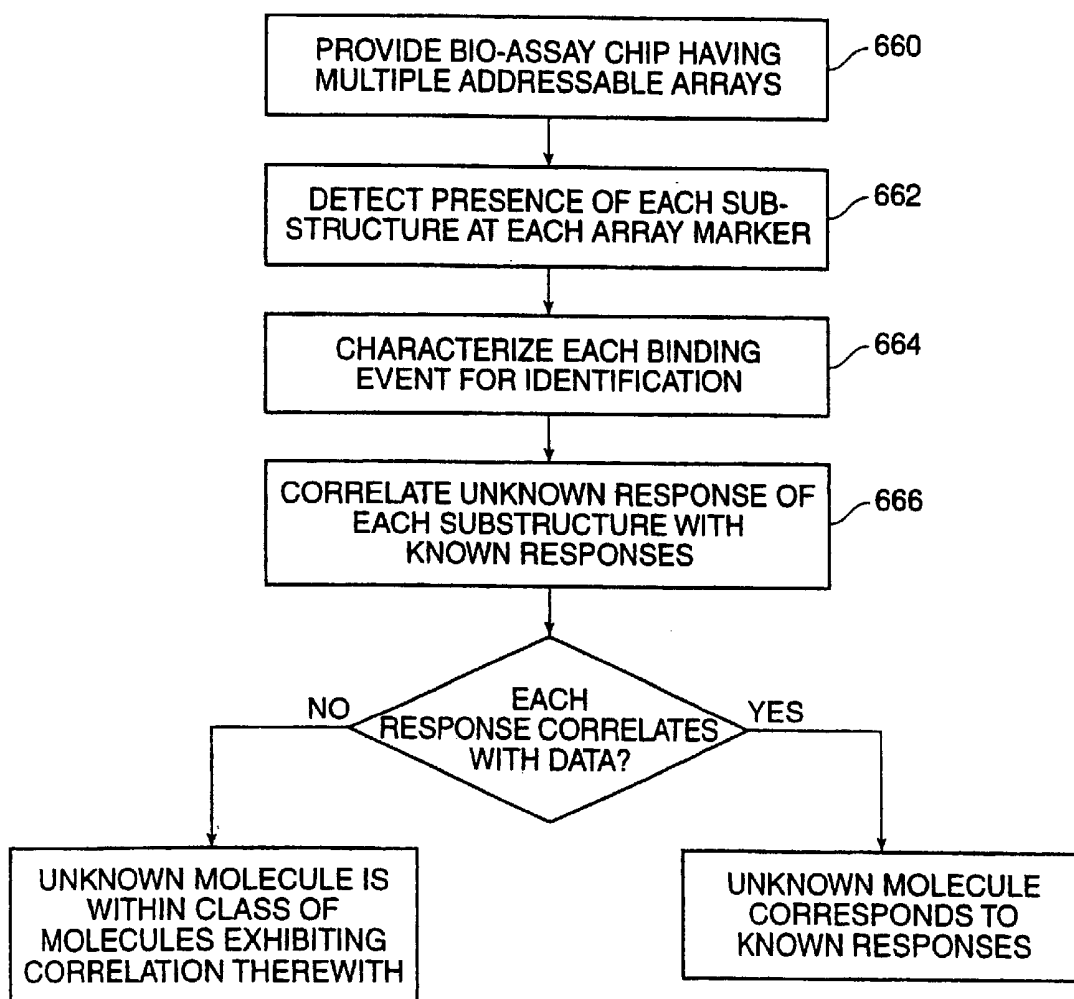 PROVIDE BIO-ASSAY CHIP HAVING
MULTIPLE ADDRESSABLE ARRAYS
660
DETECT PRESENCE OF EACH SUB-
STRUCTURE AT EACH ARRAY MARKER
662
CHARACTERIZE EACH BINDING
EVENT FOR IDENTIFICATION
664
CORRELATE UNKNOWN RESPONSE OF
EACH SUBSTRUCTURE WITH
KNOWN RESPONSES
666
EACH
RESPONSE CORRELATES
WITH DATA?
NO
YES
UNKNOWN MOLECULE IS
WITHIN CLASS OF
MOLECULES EXHIBITING
CORRELATION THEREWITH
UNKNOWN MOLECULE
CORRESPONDS TO
KNOWN RESPONSES